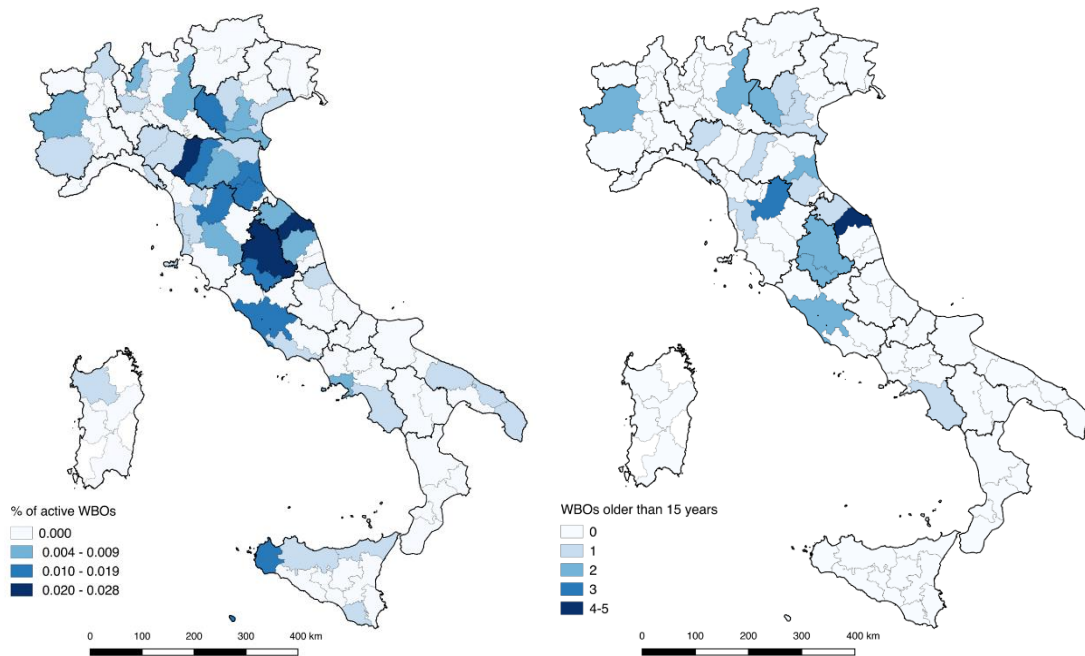 % of active WBOs
0.000
0.004 - 0.009
0.010 - 0.019
0.020 - 0.028
0 100 200 300 400 km
WBOs older than 15 years
0
1
2
3
4-5
0 100 200 300 400 km